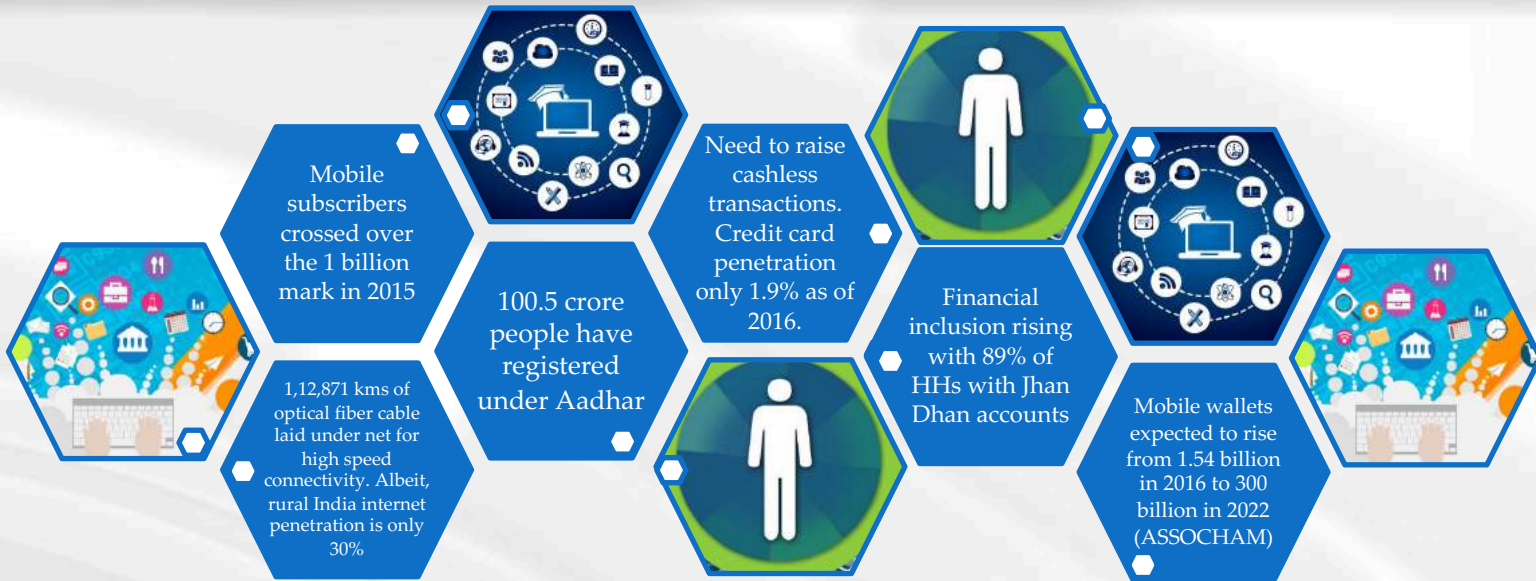 Mobile
subscribers
crossed over
the 1 billion
mark in 2015
1,12,871 kms of
optical fiber cable
laid under net for
high speed
connectivity. Albeit,
rural India internet
penetration is only
30%
100.5 crore
people have
registered
under Aadhar
Need to raise
cashless
transactions.
Credit card
penetration
only 1.9% as of
2016.
Financial
inclusion rising
with 89% of
HHs with Jhan
Dhan accounts
Mobile wallets
expected to rise
from 1.54 billion
in 2016 to 300
billion in 2022
(ASSOCHAM)